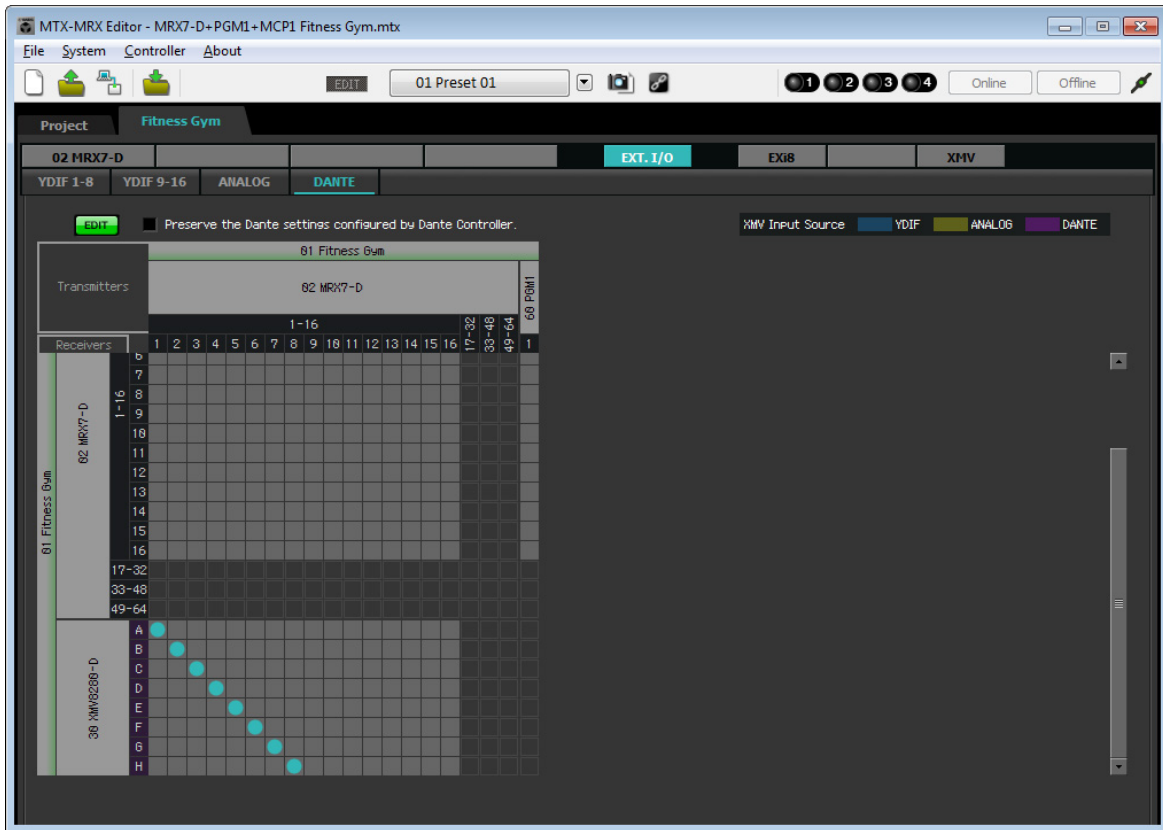 MTX-MRX Editor - MRX7-D+PGM1+MCP1 Fitness Gym.mtx
File System Controller About
EDIT 01 Preset 01 1 2 3 4 Online Offline
Project Fitness Gym
02 MRX7-D EXT. I/O EXi8 XMV
YDIF 1-8 YDIF 9-16 ANALOG DANTE
EDIT Preserve the Dante settings configured by Dante Controller. XMV Input Source YDIF ANALOG DANTE
01 Fitness Gym
Transmitters 02 MRX7-D 60 PGM1
1-16 17-32 33-48 49-64
Receivers 1 2 3 4 5 6 7 8 9 10 11 12 13 14 15 16 1
01 Fitness Gym
02 MRX7-D
1-16
6
7
8
9
10
11
12
13
14
15
16
17-32
33-48
49-64
30 XMV8280-D
A
B
C
D
E
F
G
H